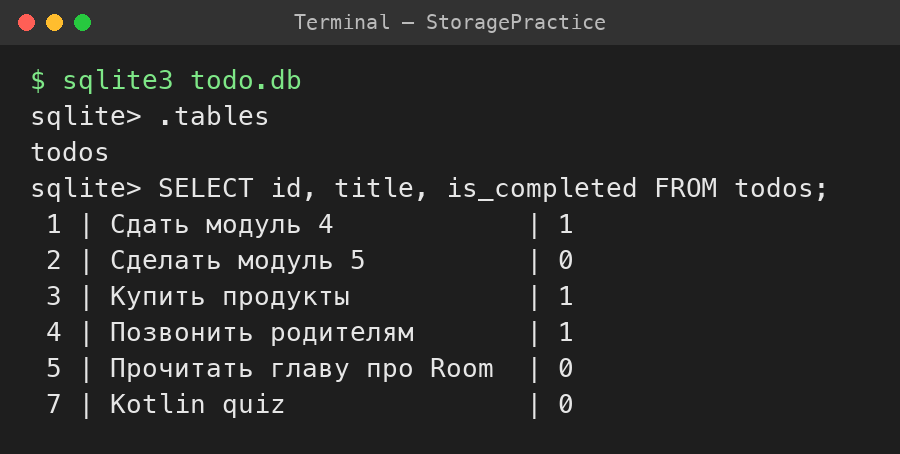 Terminal — StoragePractice
$ sqlite3 todo.db
sqlite> .tables
todos
sqlite> SELECT id, title, is_completed FROM todos;
1 | Сдать модуль 4 | 1
2 | Сделать модуль 5 | 0
3 | Купить продукты | 1
4 | Позвонить родителям | 1
5 | Прочитать главу про Room | 0
7 | Kotlin quiz | 0